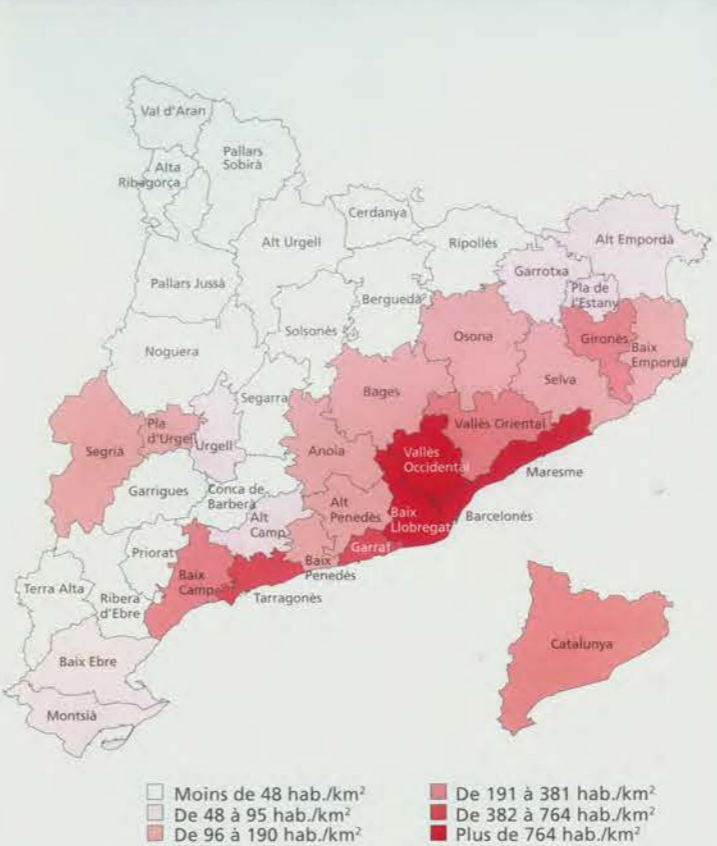 Val d'Aran
Pallars
Sobirà
Alta
Ribagorça
Cerdanya
Alt Urgell
Ripollès
Alt Empordà
Garrotxa
Pla de
l'Estany
Pallars Jussà
Berguedà
Solsonès
Osona
Gironès
Baix
Empordà
Noguera
Selva
Bages
Segarra
Pla
d'Urgell
Urgell
Segrià
Anoia
Vallès Oriental
Vallès
Occidental
Maresme
Garrigues
Conca de
Barberà
Alt
Camp
Alt
Penedès
Baix
Llobregat
Barcelonès
Garraf
Priorat
Baix
Camp
Baix
Penedès
Tarragonès
Terra Alta
Ribera
d'Ebre
Baix Ebre
Montsià
Catalunya
Moins de 48 hab./km²
De 48 à 95 hab./km²
De 96 à 190 hab./km²
De 191 à 381 hab./km²
De 382 à 764 hab./km²
Plus de 764 hab./km²